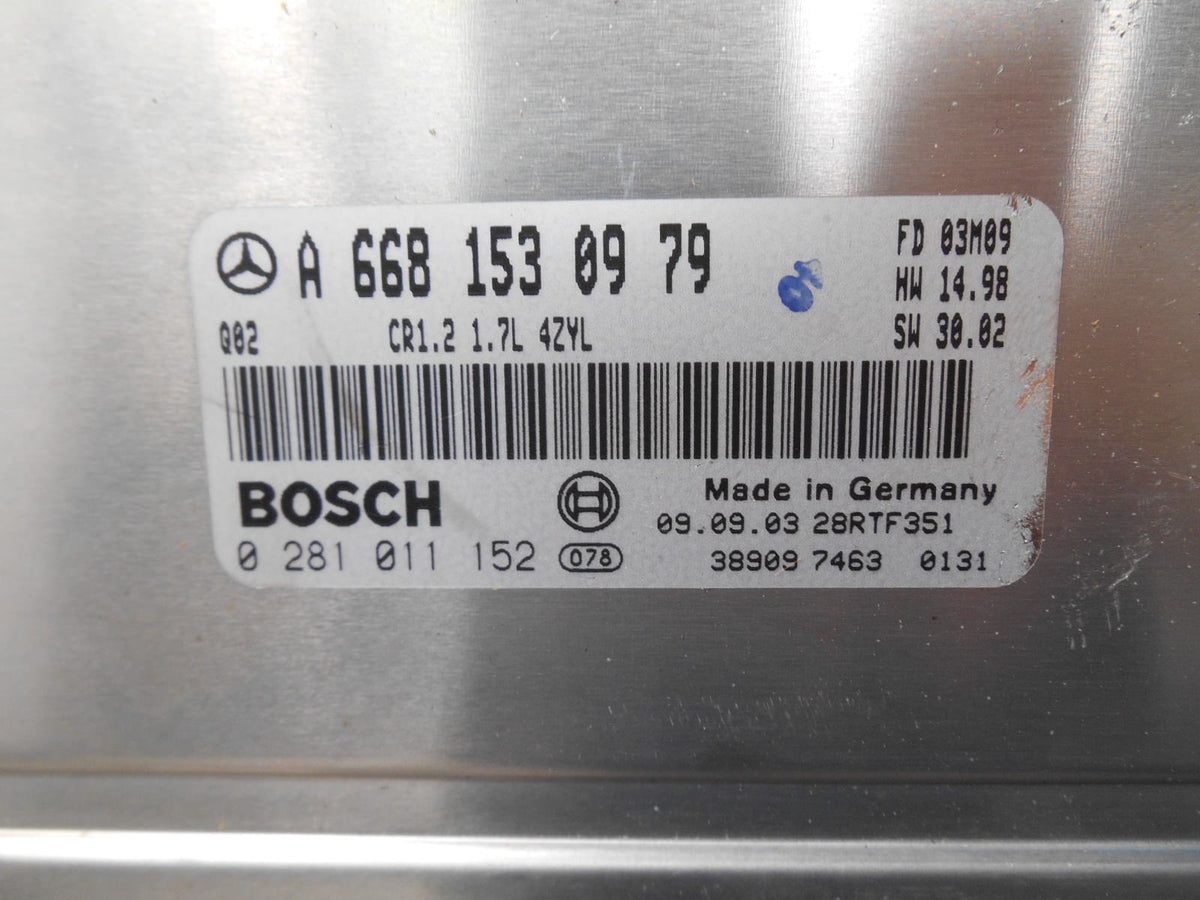 A 668 153 09 79
FD 03M09
HW 14.98
Q02 CR1.2 1.7L 4ZYL SW 30.02
BOSCH Made in Germany
09.09.03 28RTF351
0 281 011 152 078 38909 7463 0131